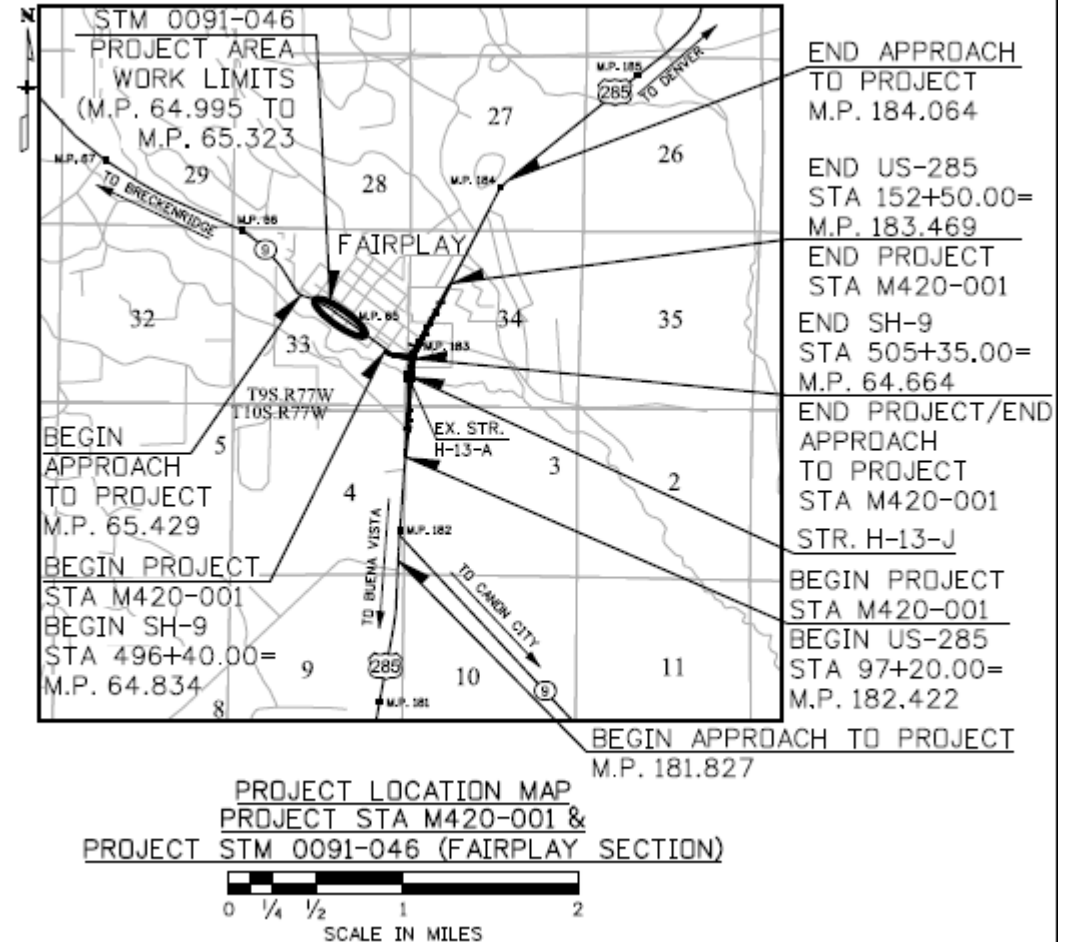 N
STM 0091-046
PROJECT AREA
WORK LIMITS
(M.P. 64.995 TO
M.P. 65.323
M.P. 67
TO BRECKENRIDGE
29
M.P. 66
9
28
27
26
M.P. 185
285
TO DENVER
M.P. 184
FAIRPLAY
32
33
M.P. 65
34
35
M.P. 183
T9S.R77W
T10S.R77W
EX. STR.
H-13-A
5
4
3
2
M.P. 182
TO BUENA VISTA
TO CANON CITY
285
9
10
11
9
M.P. 181
8
END APPROACH
TO PROJECT
M.P. 184.064
END US-285
STA 152+50.00=
M.P. 183.469
END PROJECT
STA M420-001
END SH-9
STA 505+35.00=
M.P. 64.664
END PROJECT/END
APPROACH
TO PROJECT
STA M420-001
STR. H-13-J
BEGIN PROJECT
STA M420-001
BEGIN US-285
STA 97+20.00=
M.P. 182.422
BEGIN APPROACH TO PROJECT
M.P. 181.827
BEGIN
APPROACH
TO PROJECT
M.P. 65.429
BEGIN PROJECT
STA M420-001
BEGIN SH-9
STA 496+40.00=
M.P. 64.834
PROJECT LOCATION MAP
PROJECT STA M420-001 &
PROJECT STM 0091-046 (FAIRPLAY SECTION)
0 1/4 1/2 1 2
SCALE IN MILES